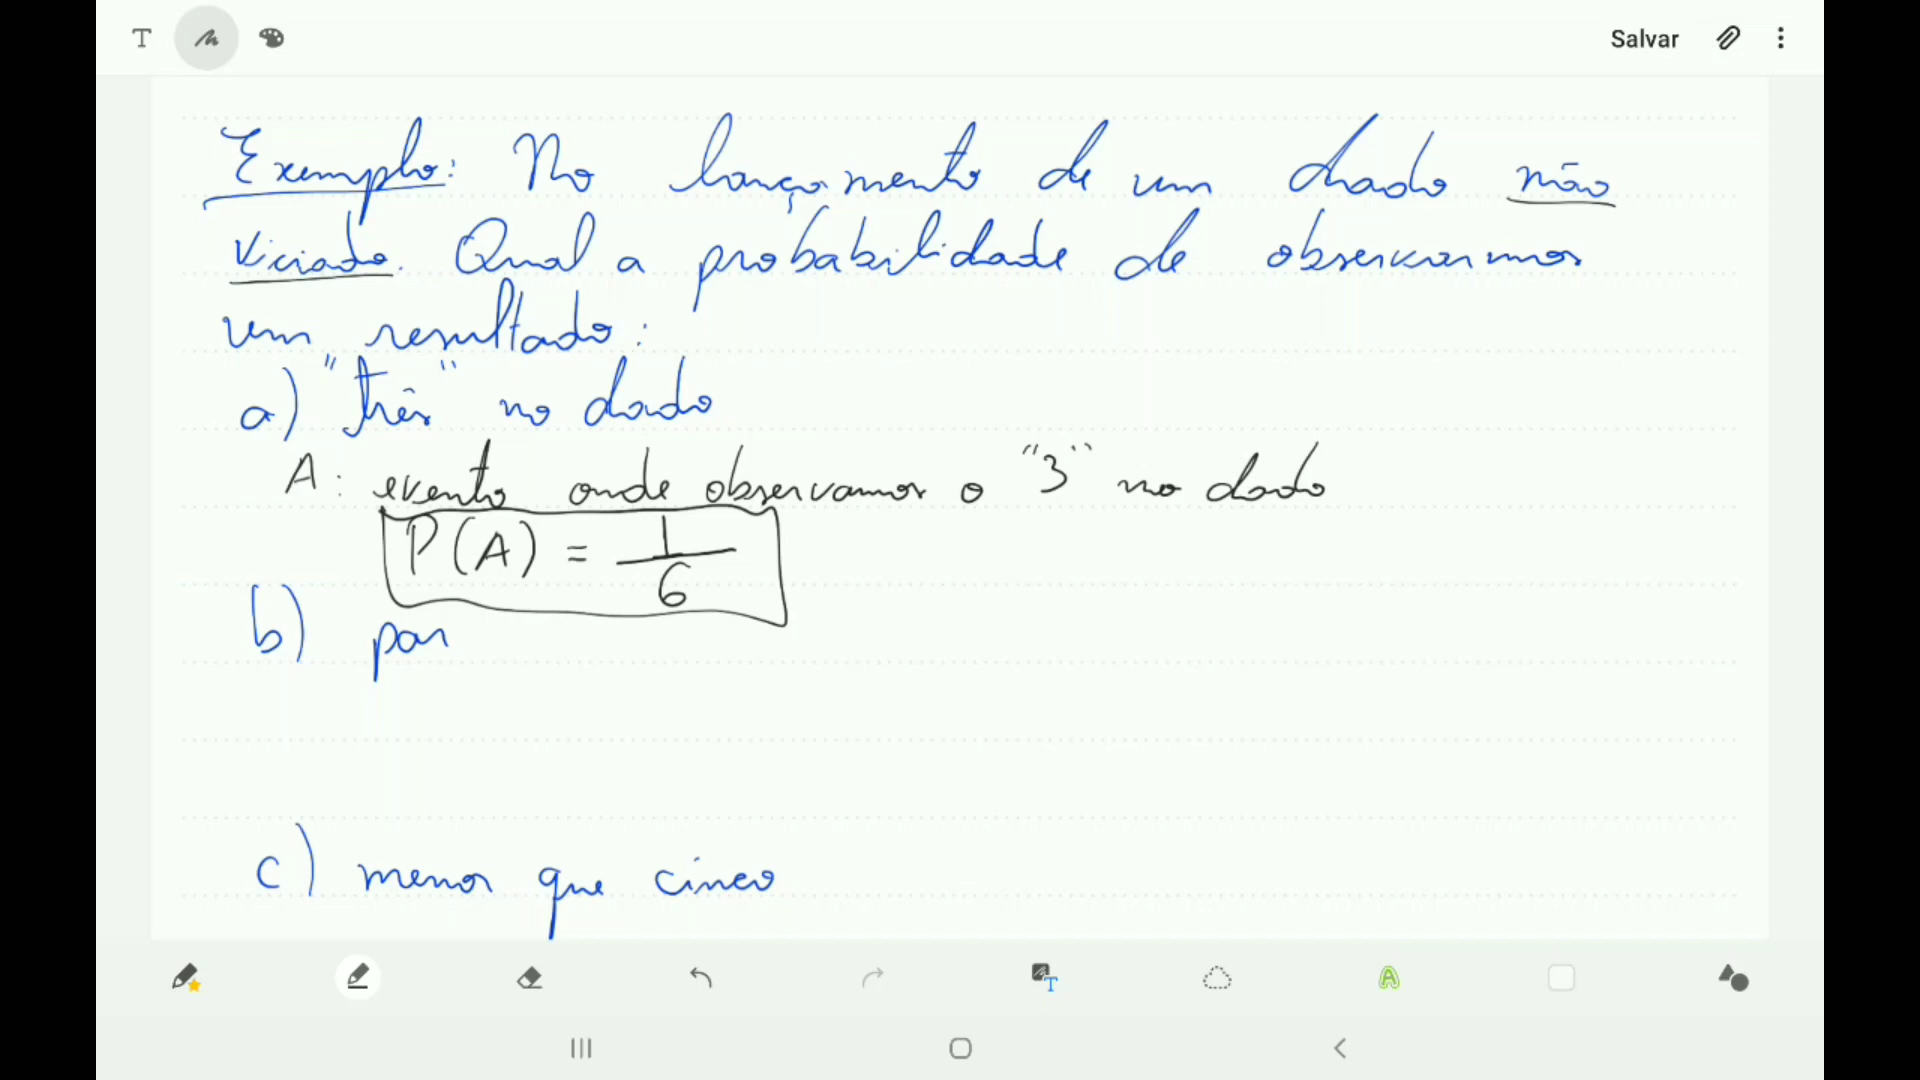 T
Salvar
Exemplo: No lançamento de um dado não
viciado. Qual a probabilidade de observarmos
um resultado:
a) "três" no dado
A: evento onde observamos o "3" no dado
P(A) = 1/6
b) par
c) menor que cinco
T
A